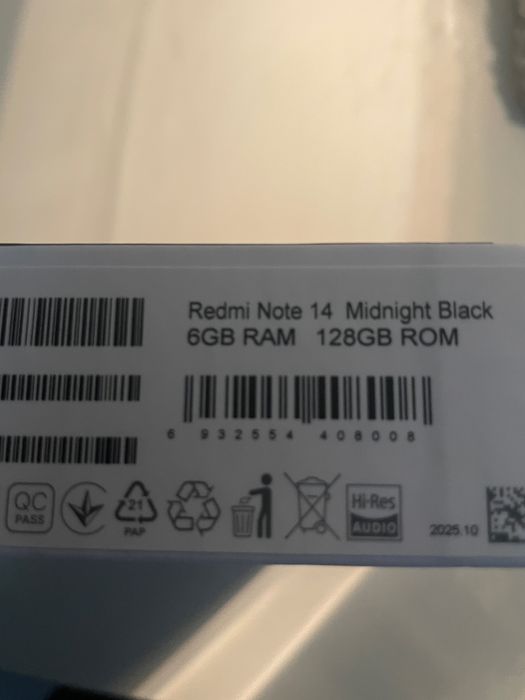 Redmi Note 14 Midnight Black
6GB RAM 128GB ROM
6 932554 408008
QC
PASS
21
PAP
Hi-Res
AUDIO
2025.10